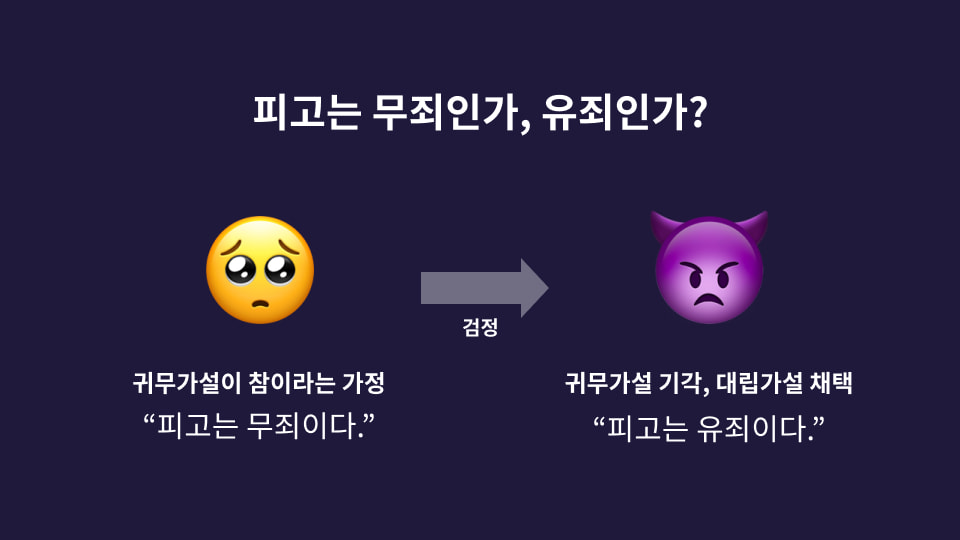 피고는 무죄인가, 유죄인가?
검정
귀무가설이 참이라는 가정
“피고는 무죄이다.”
귀무가설 기각, 대립가설 채택
“피고는 유죄이다.”